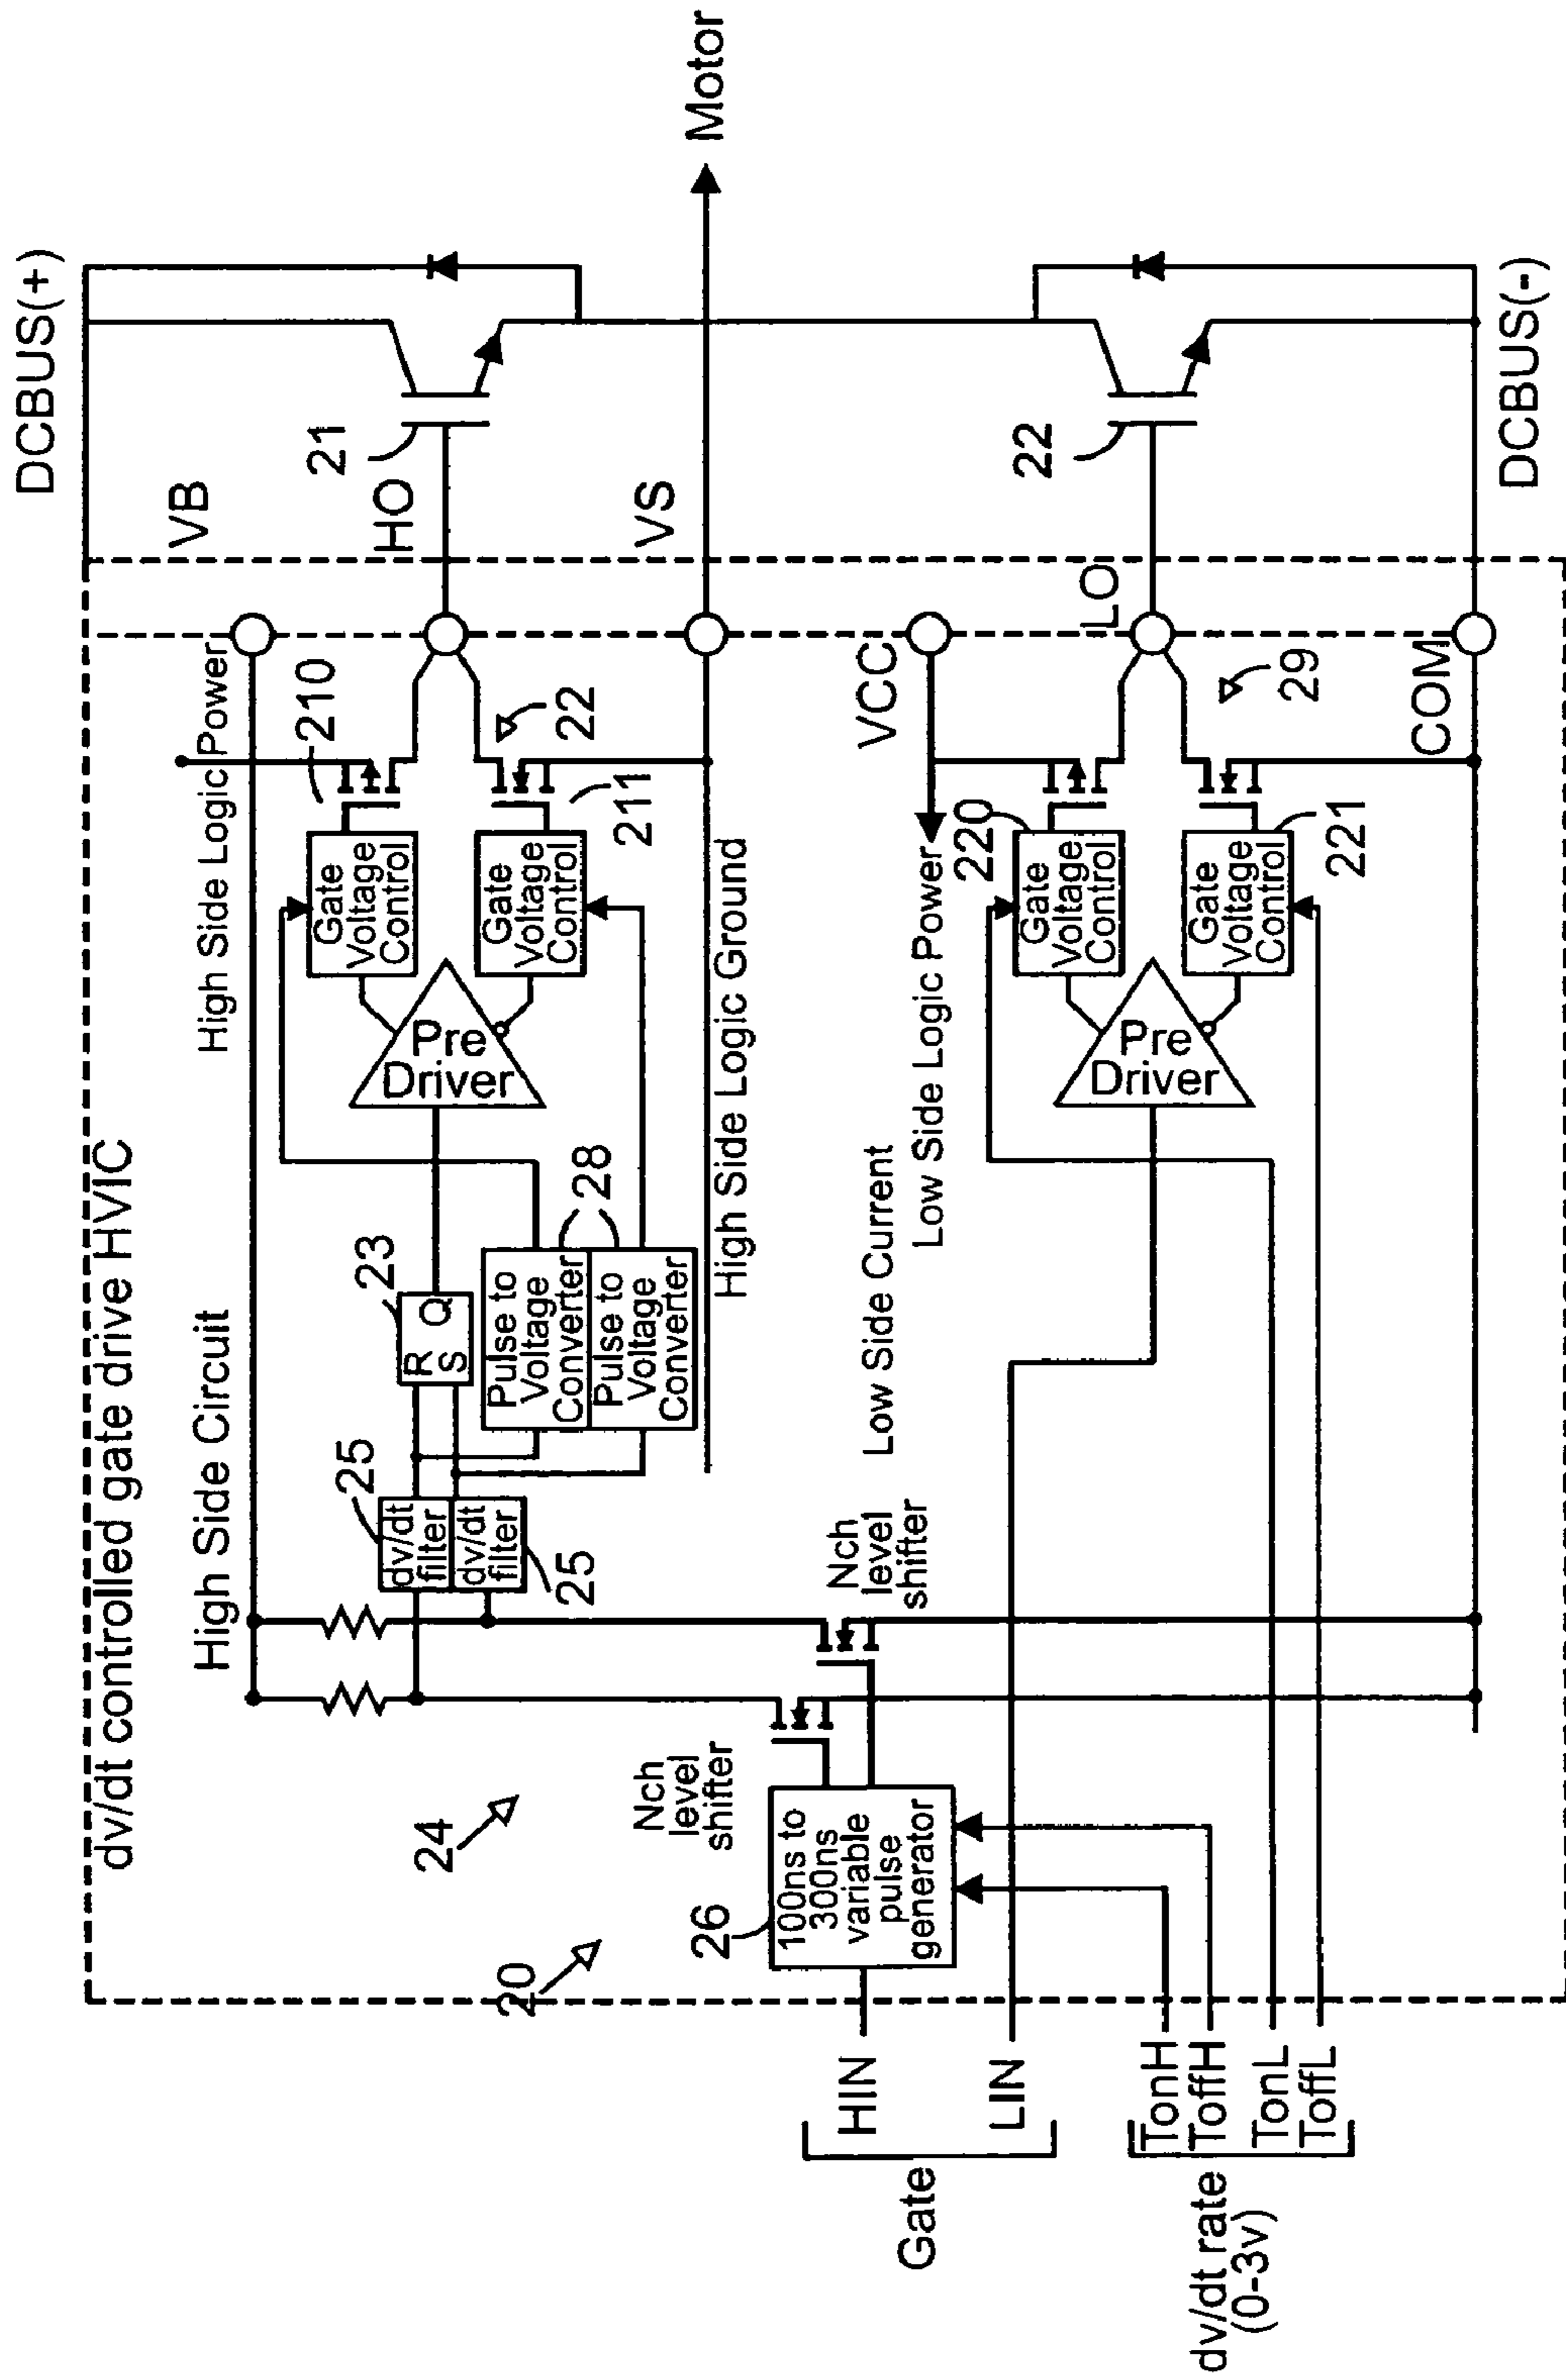 DCBUS(+)
dv/dt controlled gate drive HVIC
High Side Circuit
VB
High Side Logic Power
210
21
HO
Gate
Voltage
Control
Pre
Driver
23
R
Q
S
25
dv/dt
filter
dv/dt
filter
25
24
20
22
Gate
Voltage
Control
211
28
Pulse to
Voltage
Converter
Pulse to
Voltage
Converter
VS
Motor
High Side Logic Ground
Nch
level
shifter
Nch
level
shifter
26
100ns to
300ns
variable
pulse
generator
HIN
LIN
Gate
VCC
Low Side Current
Low Side Logic Power
220
22
LO
Gate
Voltage
Control
Pre
Driver
Gate
Voltage
Control
29
221
COM
TonH
ToffH
TonL
ToffL
dv/dt rate
(0-3v)
DCBUS(-)